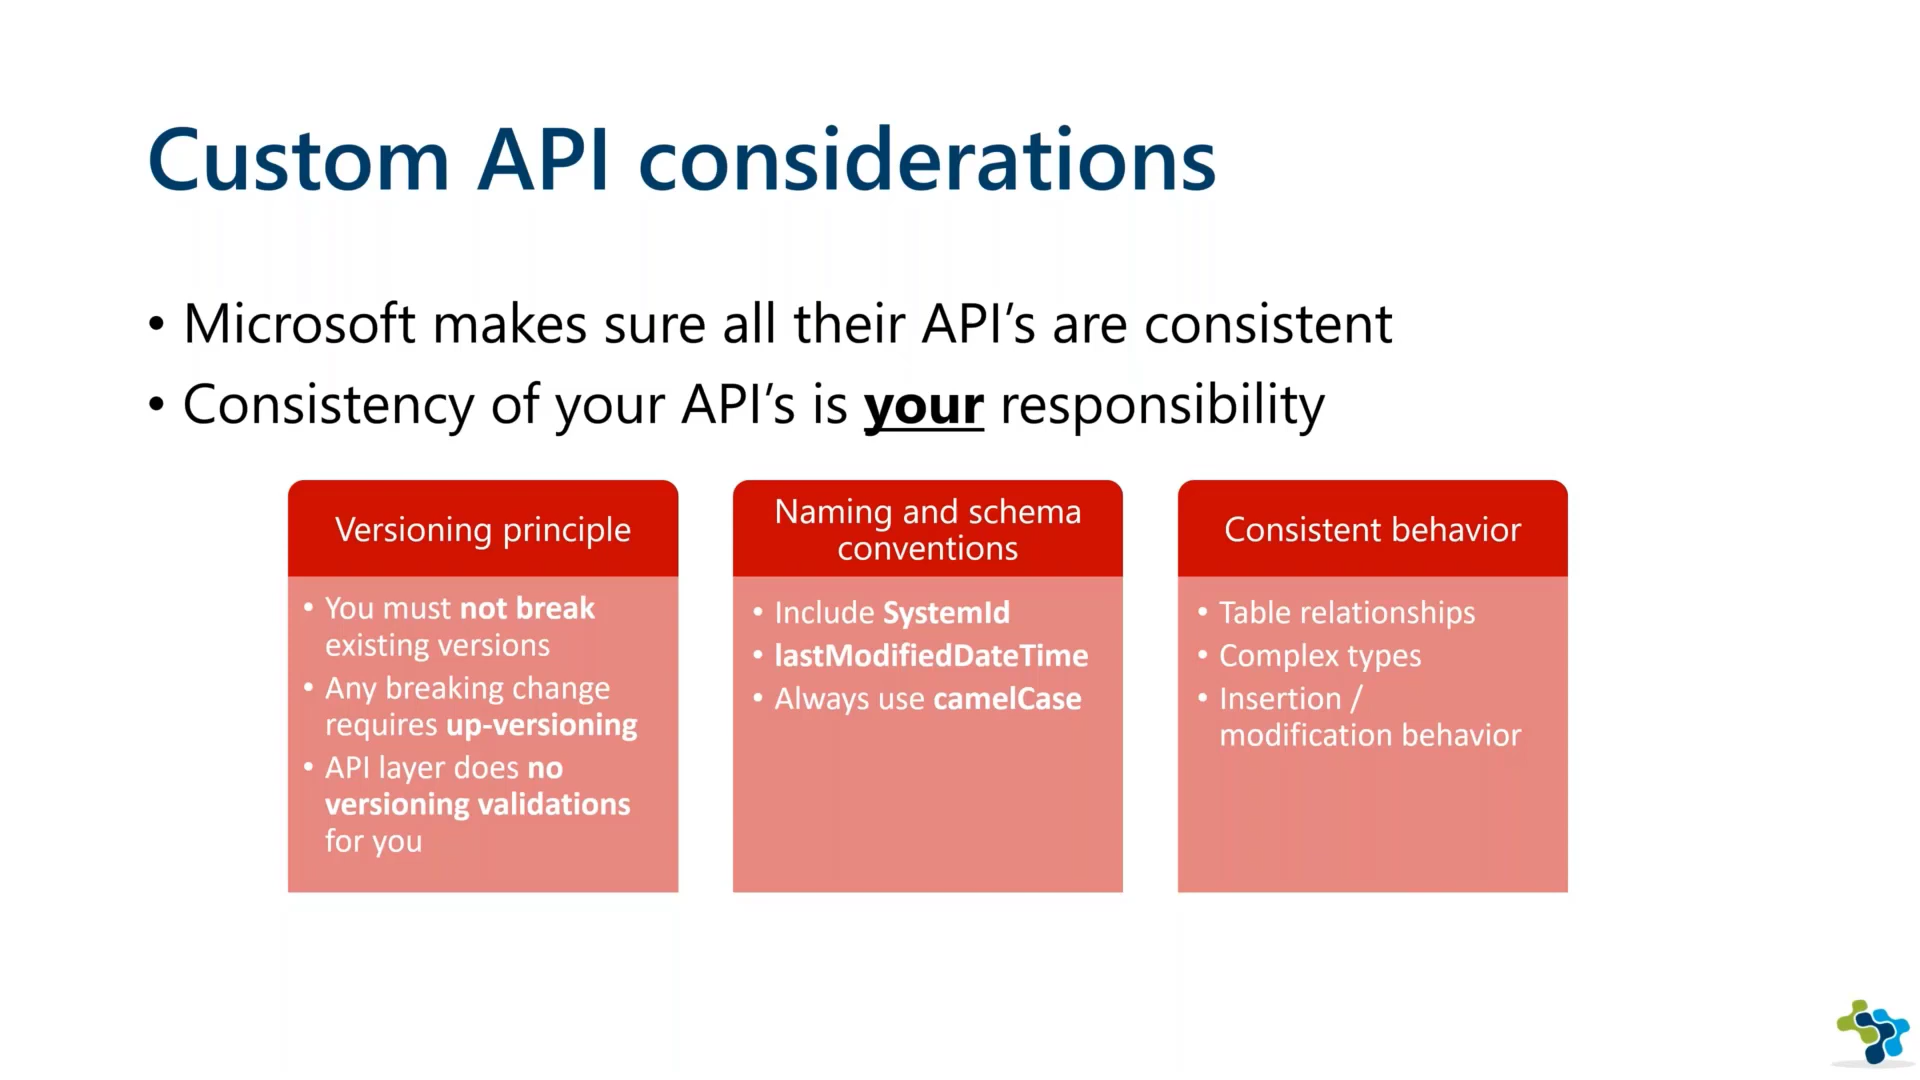 Custom API considerations
• Microsoft makes sure all their API’s are consistent
• Consistency of your API’s is your responsibility
Versioning principle
• You must not break
existing versions
• Any breaking change
requires up-versioning
• API layer does no
versioning validations
for you
Naming and schema
conventions
• Include SystemId
• lastModifiedDateTime
• Always use camelCase
Consistent behavior
• Table relationships
• Complex types
• Insertion /
modification behavior